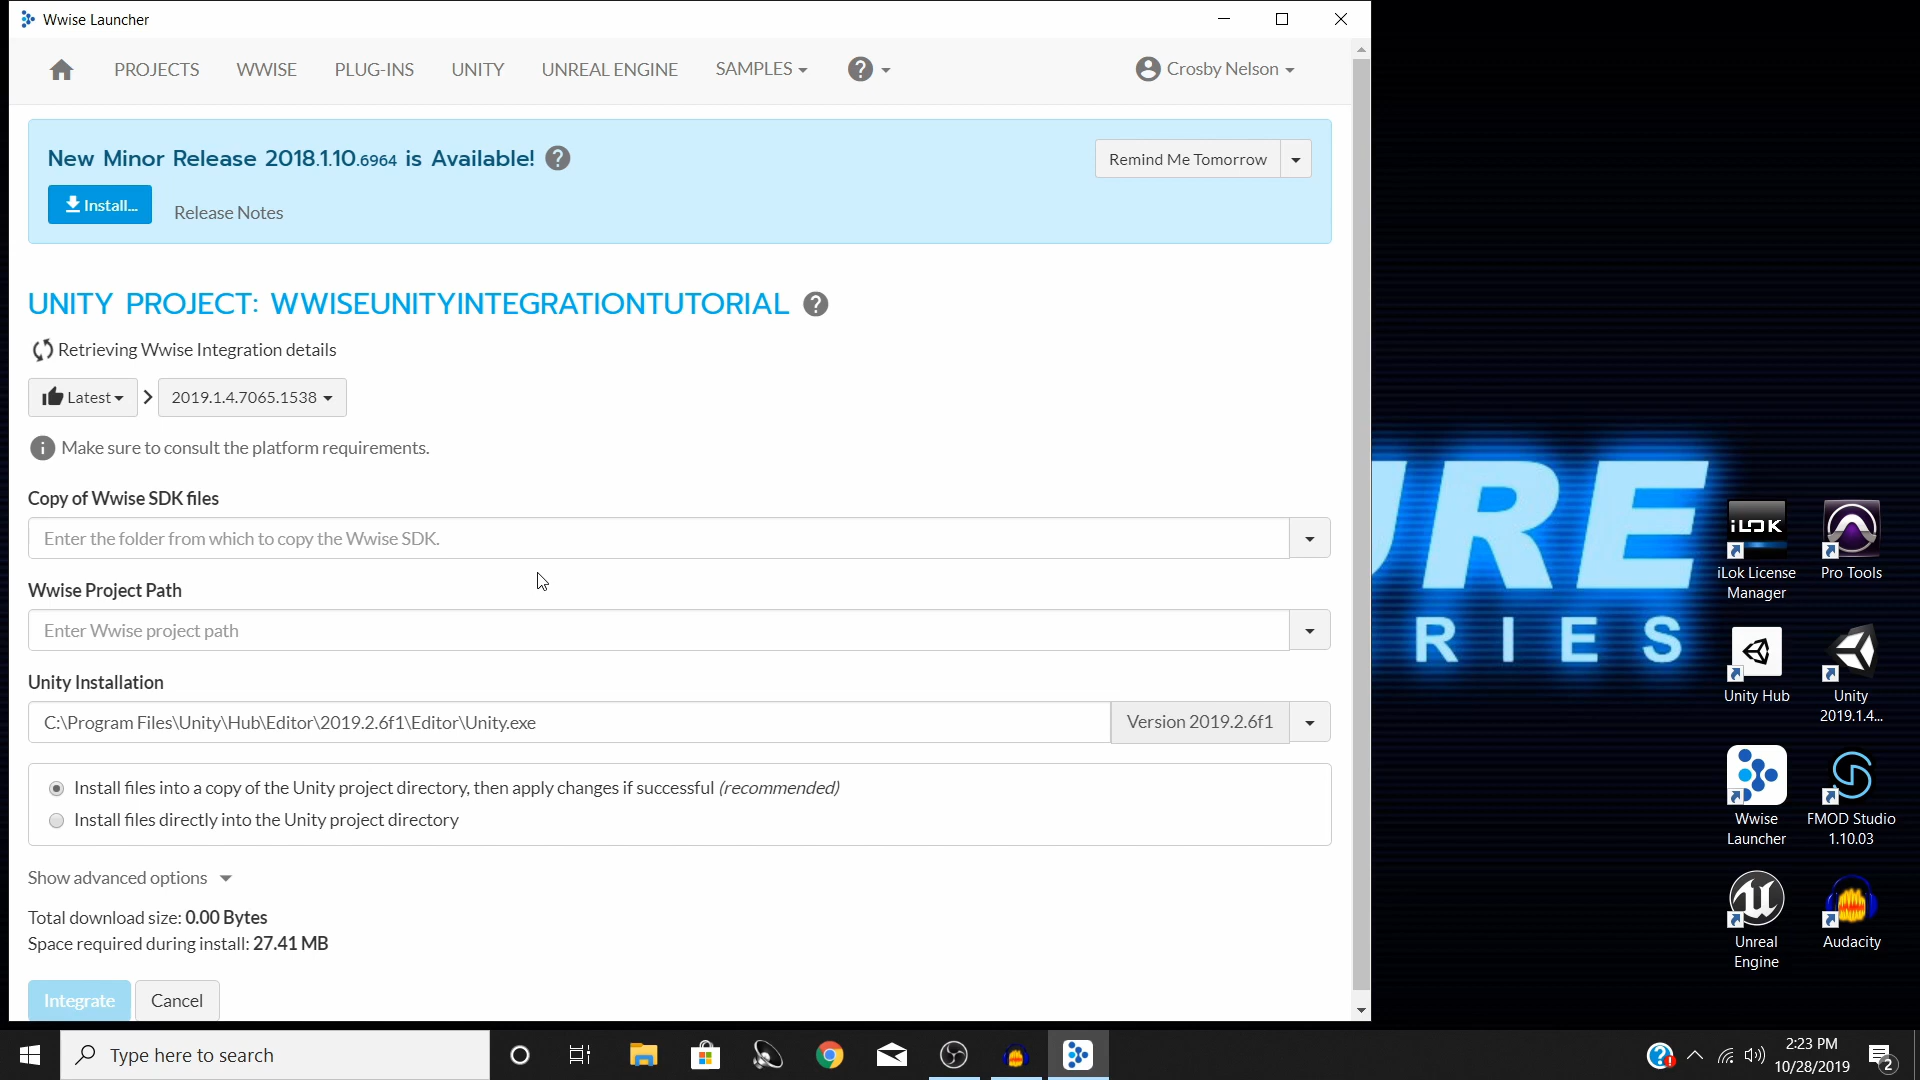 Wwise Launcher
PROJECTS WWISE PLUG-INS UNITY UNREAL ENGINE SAMPLES Crosby Nelson
New Minor Release 2018.1.10.6964 is Available!
Remind Me Tomorrow
Install...
Release Notes
UNITY PROJECT: WWISEUNITYINTEGRATIONTUTORIAL
Retrieving Wwise Integration details
Latest > 2019.1.4.7065.1538
Make sure to consult the platform requirements.
Copy of Wwise SDK files
Enter the folder from which to copy the Wwise SDK.
Wwise Project Path
Enter Wwise project path
Unity Installation
C:\Program Files\Unity\Hub\Editor\2019.2.6f1\Editor\Unity.exe
Version 2019.2.6f1
Install files into a copy of the Unity project directory, then apply changes if successful (recommended)
Install files directly into the Unity project directory
Show advanced options
Total download size: 0.00 Bytes
Space required during install: 27.41 MB
Integrate
Cancel
URE
RIES
iLOK
iLok License
Manager
Pro Tools
Unity Hub
Unity
2019.1.4...
Wwise
Launcher
FMOD Studio
1.10.03
Unreal
Engine
Audacity
Type here to search
2:23 PM
10/28/2019
2